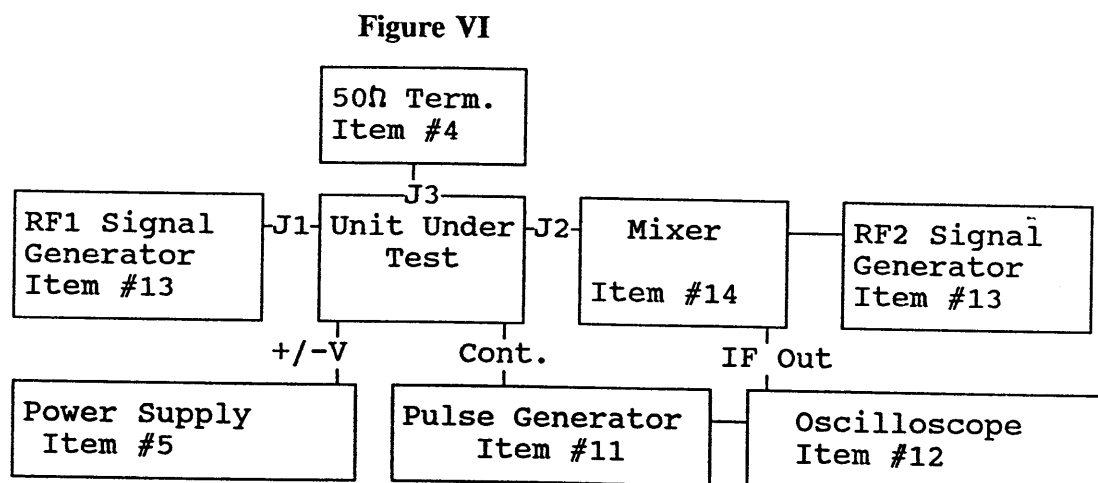 Figure VI
50Ω Term.
Item #4
J3
RF1 Signal
Generator
Item #13
J1
Unit Under
Test
J2
Mixer
Item #14
RF2 Signal
Generator
Item #13
+/-V
Cont.
IF Out
Power Supply
Item #5
Pulse Generator
Item #11
Oscilloscope
Item #12